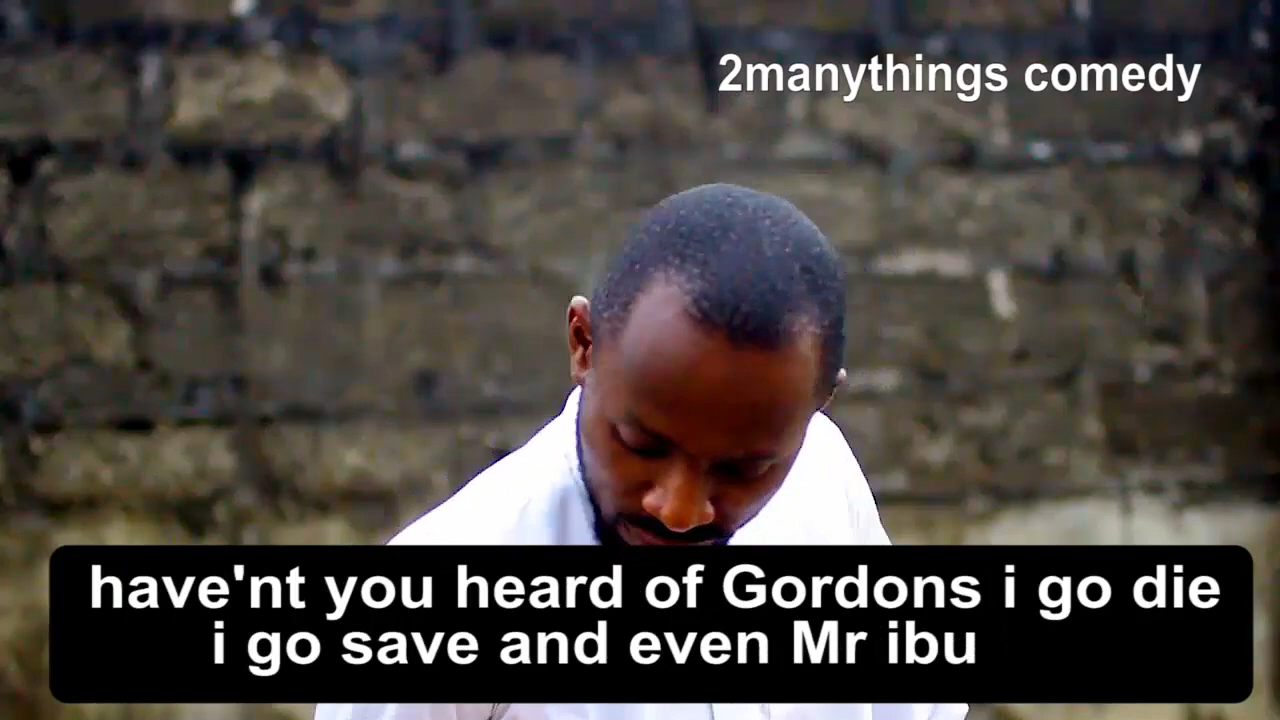 2manythings comedy
have'nt you heard of Gordons i go die
i go save and even Mr ibu